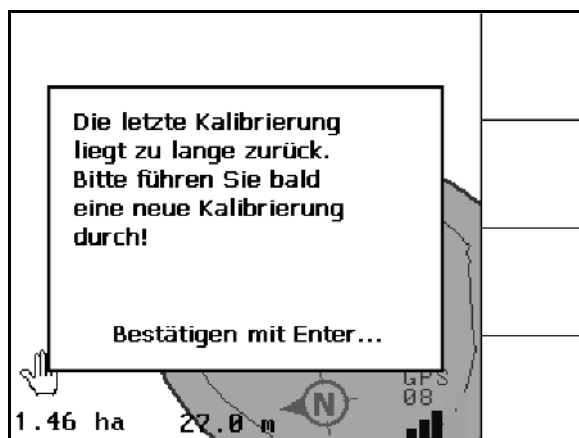 Die letzte Kalibrierung
liegt zu lange zurück.
Bitte führen Sie bald
eine neue Kalibrierung
durch!
Bestätigen mit Enter...
GPS
08
N
1.46 ha 27.0 m